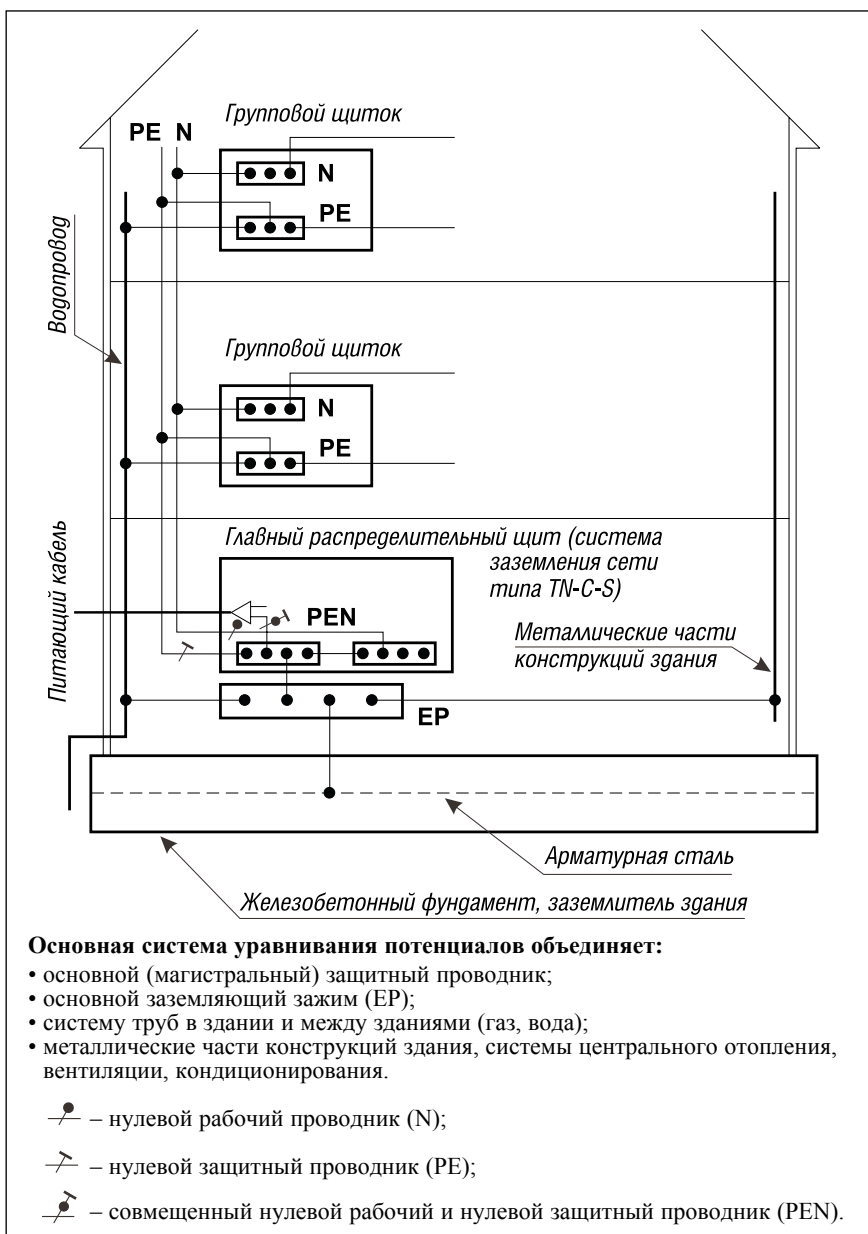 Групповой щиток
PE N
N
PE
Водопровод
Групповой щиток
N
PE
Питающий кабель
Главный распределительный щит (система
заземления сети
типа TN-C-S)
PEN
Металлические части
конструкций здания
EP
Арматурная сталь
Железобетонный фундамент, заземлитель здания
Основная система уравнивания потенциалов объединяет:
• основной (магистральный) защитный проводник;
• основной заземляющий зажим (EP);
• систему труб в здании и между зданиями (газ, вода);
• металлические части конструкций здания, системы центрального отопления,
вентиляции, кондиционирования.
– нулевой рабочий проводник (N);
– нулевой защитный проводник (PE);
– совмещенный нулевой рабочий и нулевой защитный проводник (PEN).